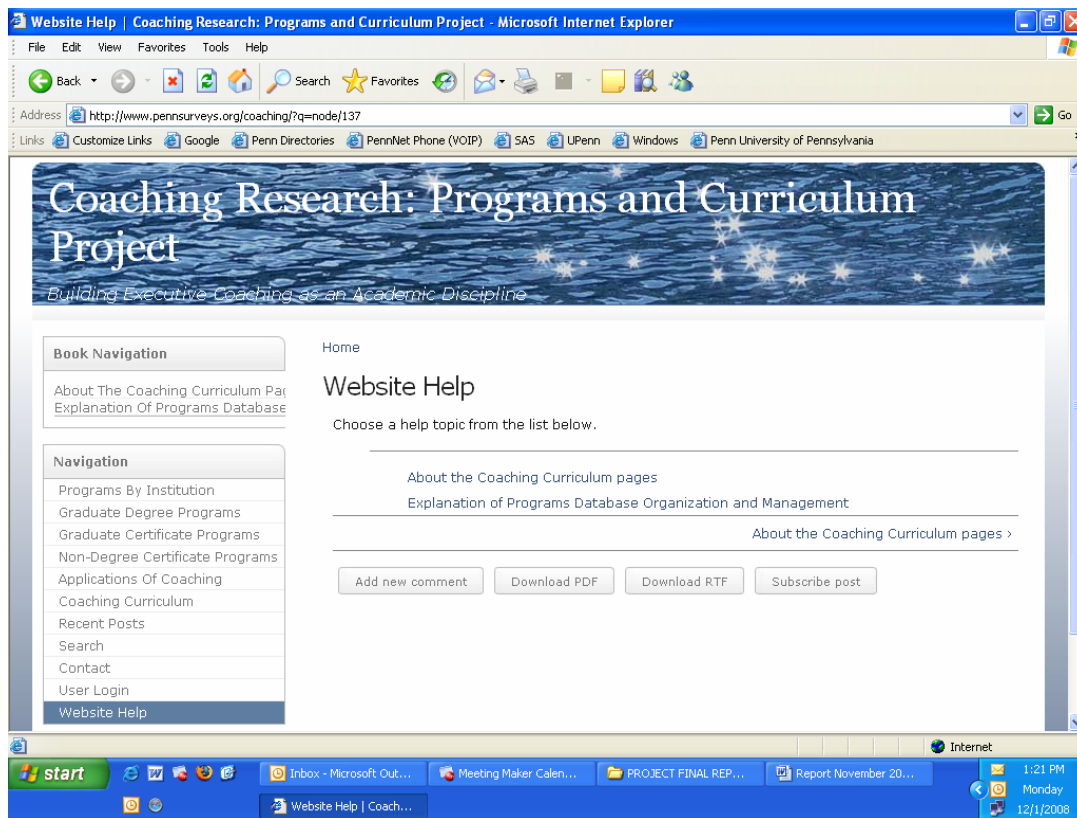 Website Help | Coaching Research: Programs and Curriculum Project - Microsoft Internet Explorer
File Edit View Favorites Tools Help
Back Search Favorites
Address http://www.pennsurveys.org/coaching/?q=node/137 Go
Links Customize Links Google Penn Directories PennNet Phone (VOIP) SAS UPenn Windows Penn University of Pennsylvania
Coaching Research: Programs and Curriculum
Project
Building Executive Coaching as an Academic Discipline
Book Navigation
About The Coaching Curriculum Pag
Explanation Of Programs Database
Navigation
Programs By Institution
Graduate Degree Programs
Graduate Certificate Programs
Non-Degree Certificate Programs
Applications Of Coaching
Coaching Curriculum
Recent Posts
Search
Contact
User Login
Website Help
Home
Website Help
Choose a help topic from the list below.
About the Coaching Curriculum pages
Explanation of Programs Database Organization and Management
About the Coaching Curriculum pages ›
Add new comment Download PDF Download RTF Subscribe post
Internet
start Inbox - Microsoft Out... Meeting Maker Calen... PROJECT FINAL REP... Report November 20... 1:21 PM
Website Help | Coach... Monday
12/1/2008